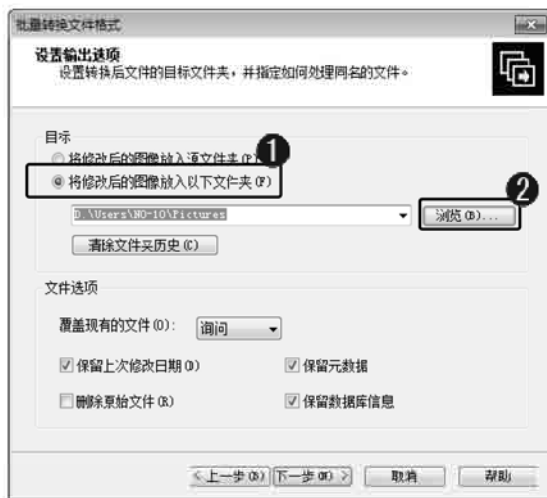 批量转换文件格式
设置输出选项
设置转换后文件的目标文件夹，并指定如何处理同名的文件。
目标
将修改后的图像放入源文件夹(P)
1
将修改后的图像放入以下文件夹(F)
2
D:\Users\NO-10\Pictures
浏览(B)...
清除文件夹历史(C)
文件选项
覆盖现有的文件(O): 询问
保留上次修改日期(D) 保留元数据
删除原始文件(R) 保留数据库信息
<上一步(B) 下一步(N) > 取消 帮助